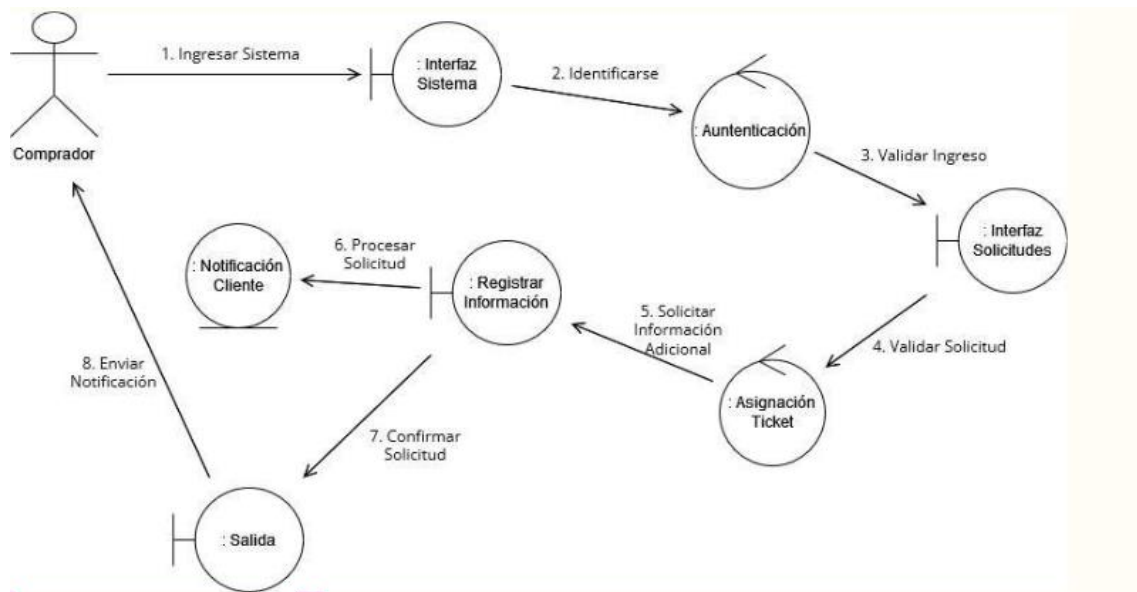 1. Ingresar Sistema
: Interfaz
Sistema
2. Identificarse
: Auntenticación
Comprador
3. Validar Ingreso
: Interfaz
Solicitudes
6. Procesar
Solicitud
: Notificación
Cliente
: Registrar
Información
5. Solicitar
Información
Adicional
4. Validar Solicitud
8. Enviar
Notificación
: Asignación
Ticket
7. Confirmar
Solicitud
: Salida